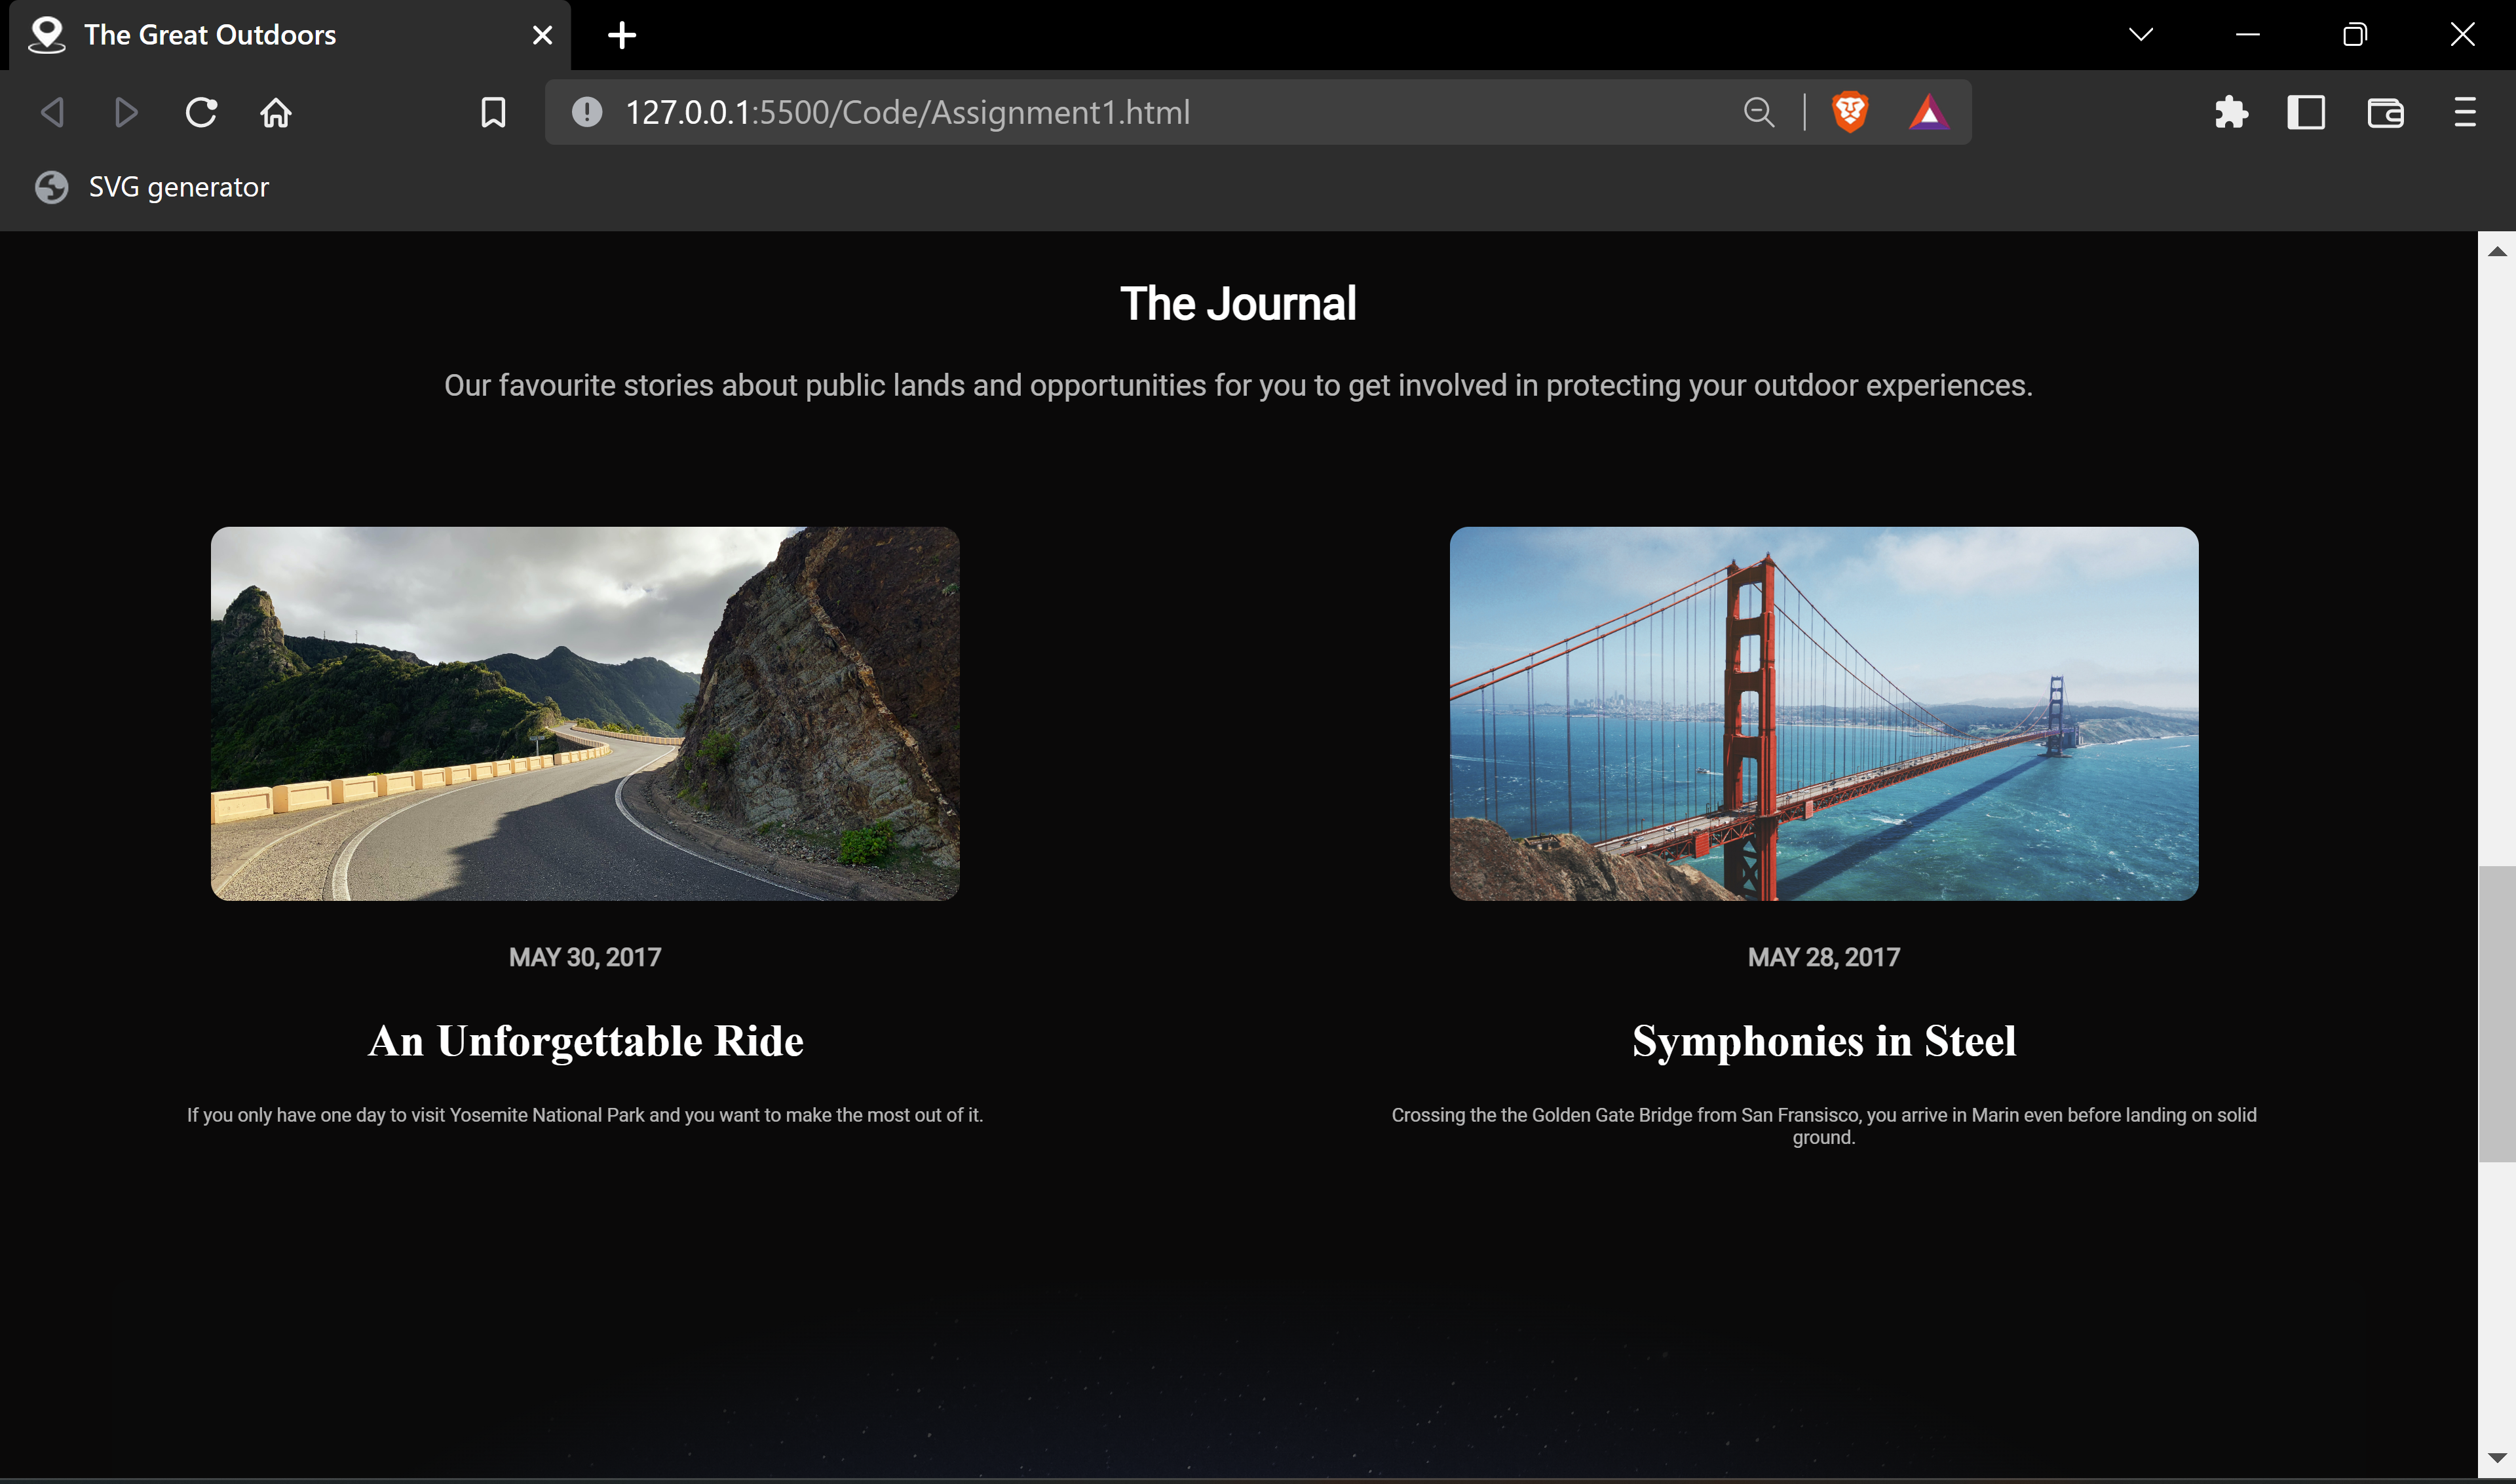 The Great Outdoors
127.0.0.1:5500/Code/Assignment1.html
SVG generator
The Journal
Our favourite stories about public lands and opportunities for you to get involved in protecting your outdoor experiences.
MAY 30, 2017
An Unforgettable Ride
If you only have one day to visit Yosemite National Park and you want to make the most out of it.
MAY 28, 2017
Symphonies in Steel
Crossing the the Golden Gate Bridge from San Fransisco, you arrive in Marin even before landing on solid
ground.